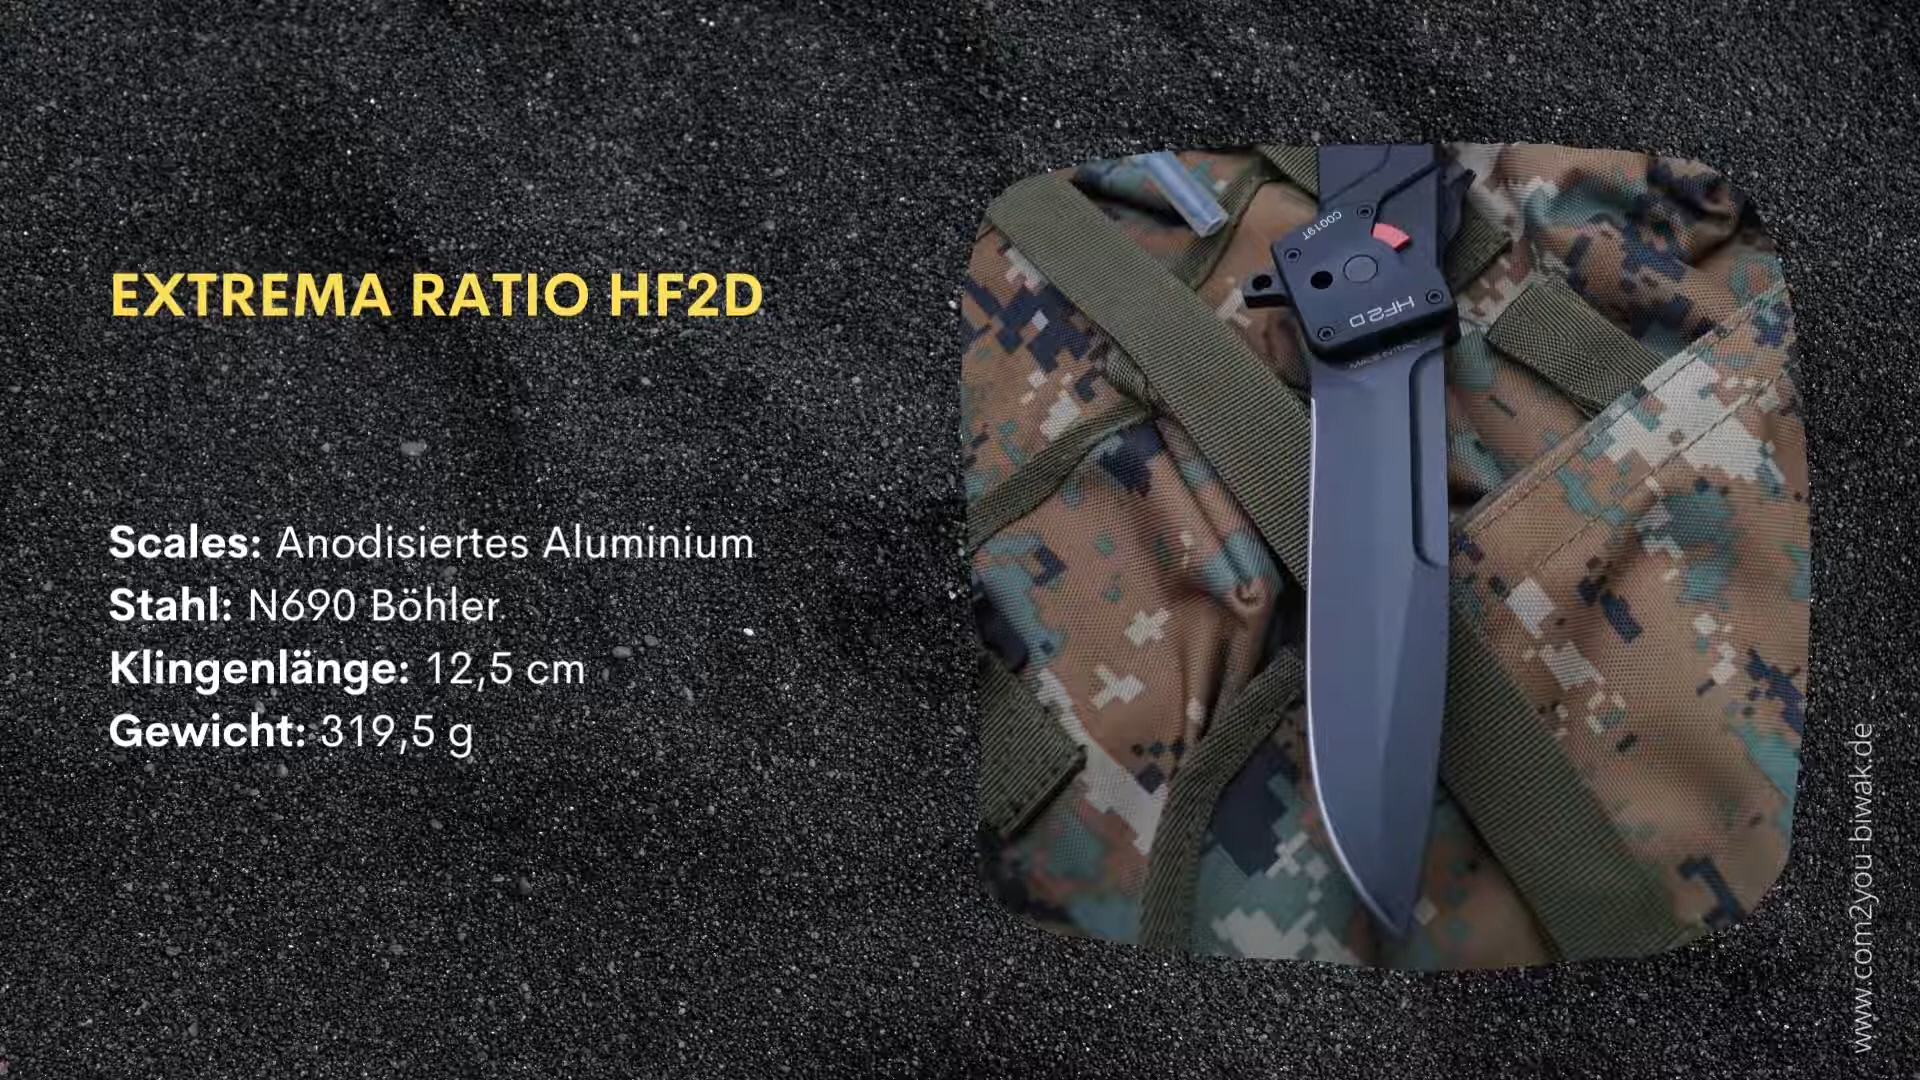 EXTREMA RATIO HF2D
Scales: Anodisiertes Aluminium
Stahl: N690 Böhler
Klingenlänge: 12,5 cm
Gewicht: 319,5 g
C0019T
HF2D
www.com2you-biwak.de